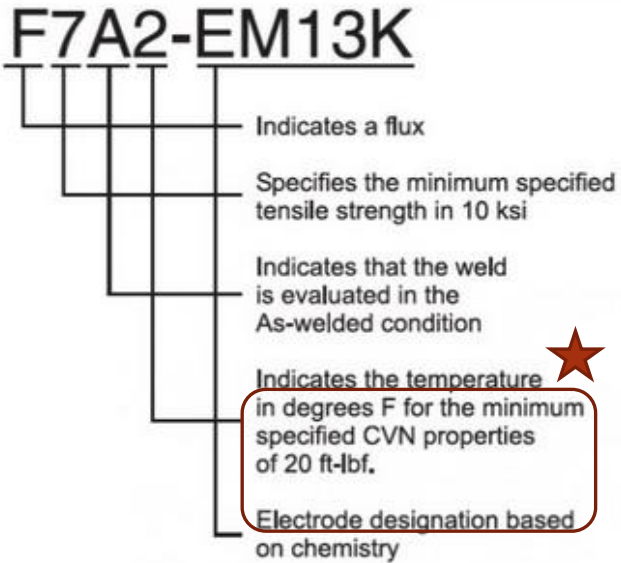 F7A2-EM13K
Indicates a flux
Specifies the minimum specified
tensile strength in 10 ksi
Indicates that the weld
is evaluated in the
As-welded condition
Indicates the temperature
in degrees F for the minimum
specified CVN properties
of 20 ft-lbf.
Electrode designation based
on chemistry